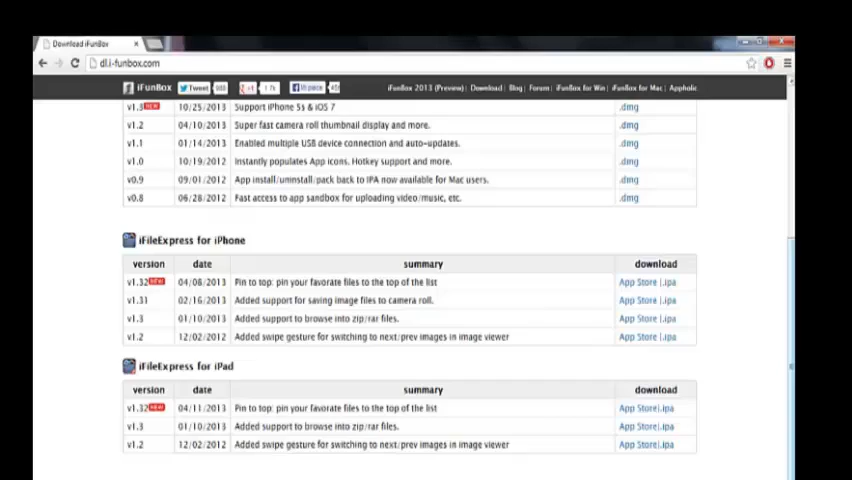 Download iFunBox
dl.i-funbox.com
iFunBox Tweet +1 1.7k iFunBox 2013 (Preview) | Download | Blog | Forum | iFunBox for Win | iFunBox for Mac | Appholic
v1.3 NEW 10/25/2013 Support iPhone 5s & iOS 7 .dmg
v1.2 04/10/2013 Super fast camera roll thumbnail display and more. .dmg
v1.1 01/14/2013 Enabled multiple USB device connection and auto-updates. .dmg
v1.0 10/19/2012 Instantly populates App icons. Hotkey support and more. .dmg
v0.9 09/01/2012 App install/uninstall/pack back to IPA now available for Mac users. .dmg
v0.8 06/28/2012 Fast access to app sandbox for uploading video/music, etc. .dmg
iFileExpress for iPhone
version date summary download
v1.32 NEW 04/08/2013 Pin to top: pin your favorate files to the top of the list App Store |.ipa
v1.31 02/16/2013 Added support for saving image files to camera roll. App Store |.ipa
v1.3 01/10/2013 Added support to browse into zip/rar files. App Store |.ipa
v1.2 12/02/2012 Added swipe gesture for switching to next/prev images in image viewer App Store |.ipa
iFileExpress for iPad
version date summary download
v1.32 NEW 04/11/2013 Pin to top: pin your favorate files to the top of the list App Store|.ipa
v1.3 01/10/2013 Added support to browse into zip/rar files. App Store|.ipa
v1.2 12/02/2012 Added swipe gesture for switching to next/prev images in image viewer App Store|.ipa